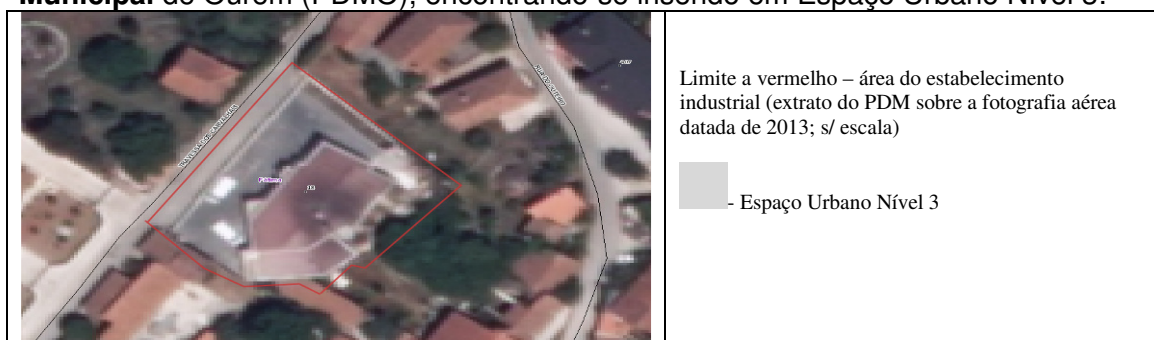 Municipal de Ourém (PDMO), encontrando-se inserido em Espaço Urbano Nível 3.
Limite a vermelho – área do estabelecimento
industrial (extrato do PDM sobre a fotografia aérea
datada de 2013; s/ escala)
- Espaço Urbano Nível 3